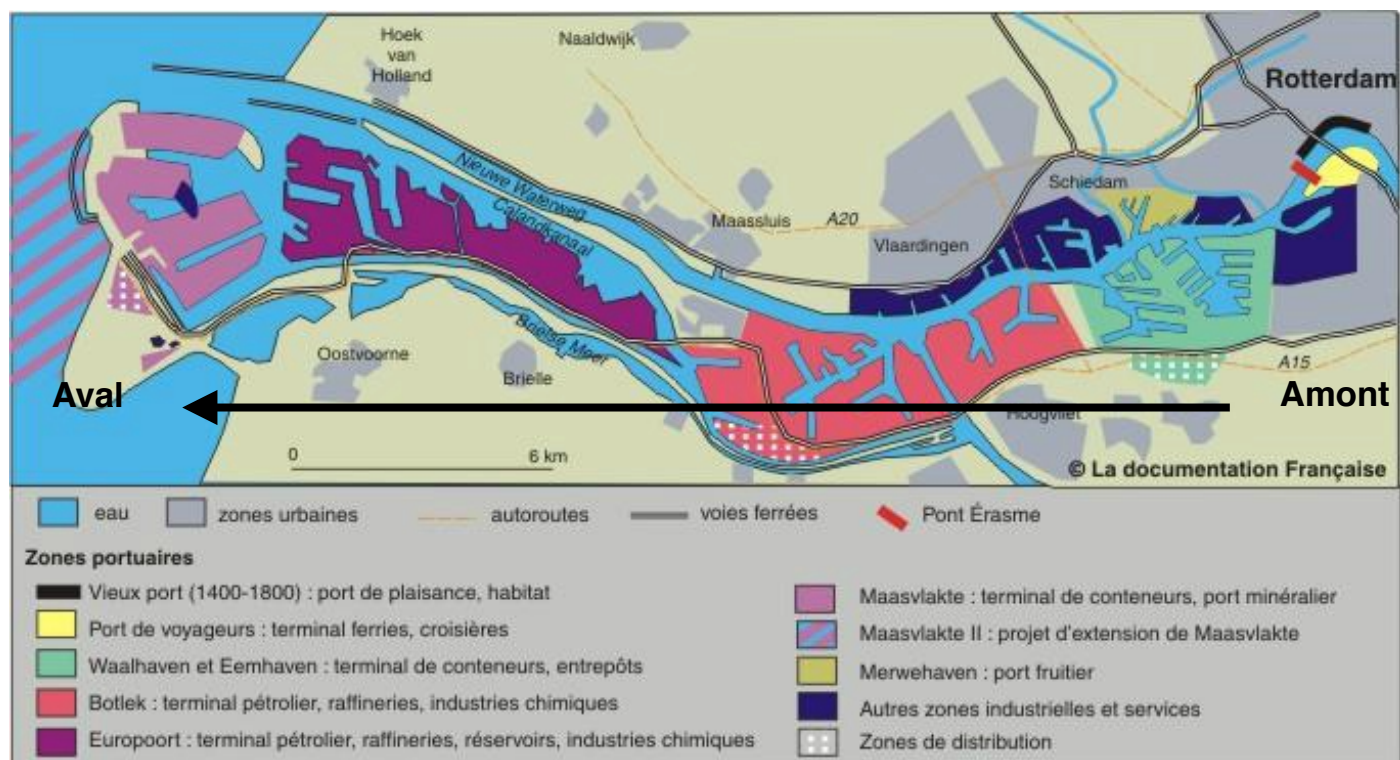 Hoek
van
Holland
Naaldwijk
Rotterdam
Nieuwe Waterweg
Calandkanaal
Schiedam
Maassluis
A20
Vlaardingen
Oostvoorne
Brielle
Boelse Meer
A15
Aval
Amont
Hoogvliet
0 6 km
© La documentation Française
eau
zones urbaines
autoroutes
voies ferrées
Pont Érasme
Zones portuaires
Vieux port (1400-1800) : port de plaisance, habitat
Port de voyageurs : terminal ferries, croisières
Waalhaven et Eemhaven : terminal de conteneurs, entrepôts
Botlek : terminal pétrolier, raffineries, industries chimiques
Europoort : terminal pétrolier, raffineries, réservoirs, industries chimiques
Maasvlakte : terminal de conteneurs, port minéralier
Maasvlakte II : projet d'extension de Maasvlakte
Merwehaven : port fruitier
Autres zones industrielles et services
Zones de distribution